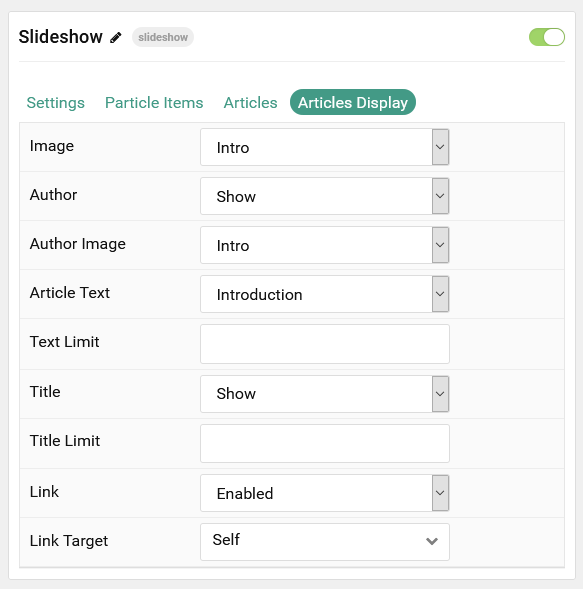 Slideshow slideshow
Settings Particle Items Articles Articles Display
Image Intro
Author Show
Author Image Intro
Article Text Introduction
Text Limit
Title Show
Title Limit
Link Enabled
Link Target Self